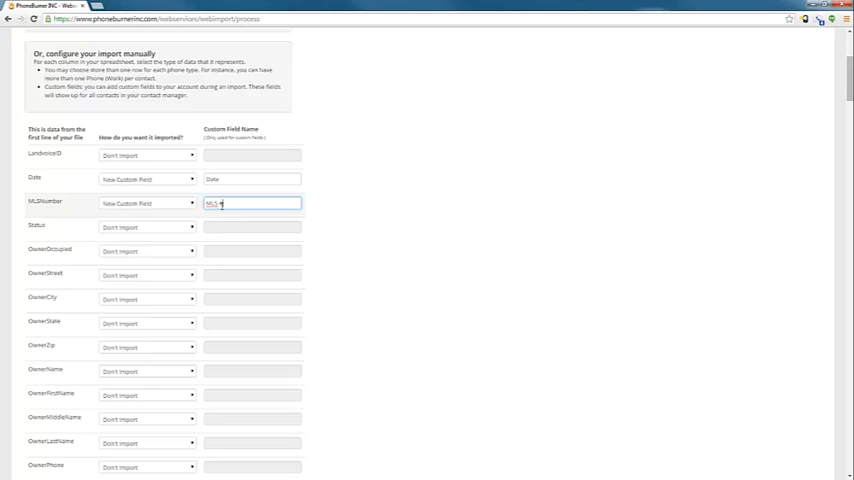 PhoneBurner INC - Webs
https://www.phoneburnerinc.com/webservices/webimport/process
Or, configure your import manually
For each column in your spreadsheet, select the type of data that it represents.
You may choose more than one row for each phone type. For instance, you can have
more than one Phone (Work) per contact.
Custom fields: you can add custom fields to your account during an import. These fields
will show up for all contacts in your contact manager.
This is data from the
first line of your file
How do you want it imported?
Custom Field Name
( Only used for custom fields )
LandvoiceID Don't Import
Date New Custom Field Date
MLSNumber New Custom Field MLS #
Status Don't Import
OwnerOccupied Don't Import
OwnerStreet Don't Import
OwnerCity Don't Import
OwnerState Don't Import
OwnerZip Don't Import
OwnerName Don't Import
OwnerFirstName Don't Import
OwnerMiddleName Don't Import
OwnerLastName Don't Import
OwnerPhone Don't Import